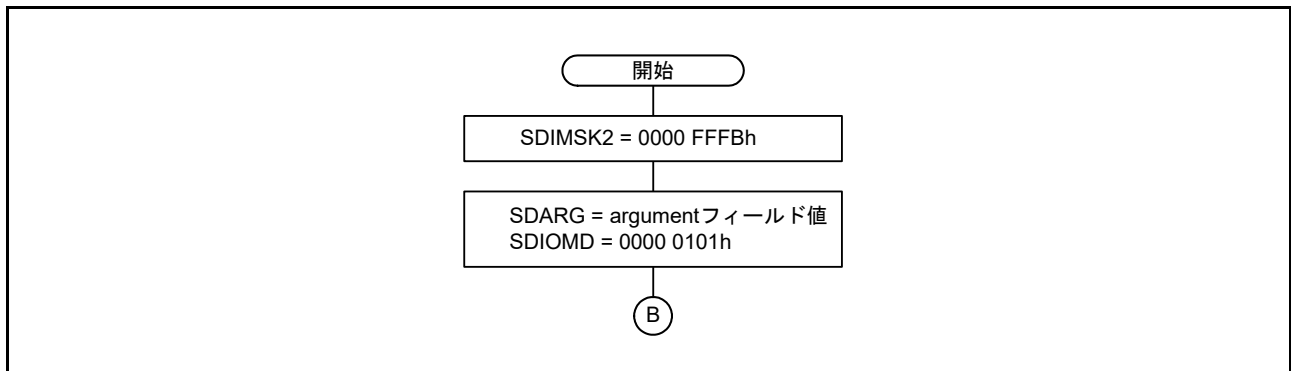 開始
SDIMSK2 = 0000 FFFBh
SDARG = argumentフィールド値
SDIOMD = 0000 0101h
B